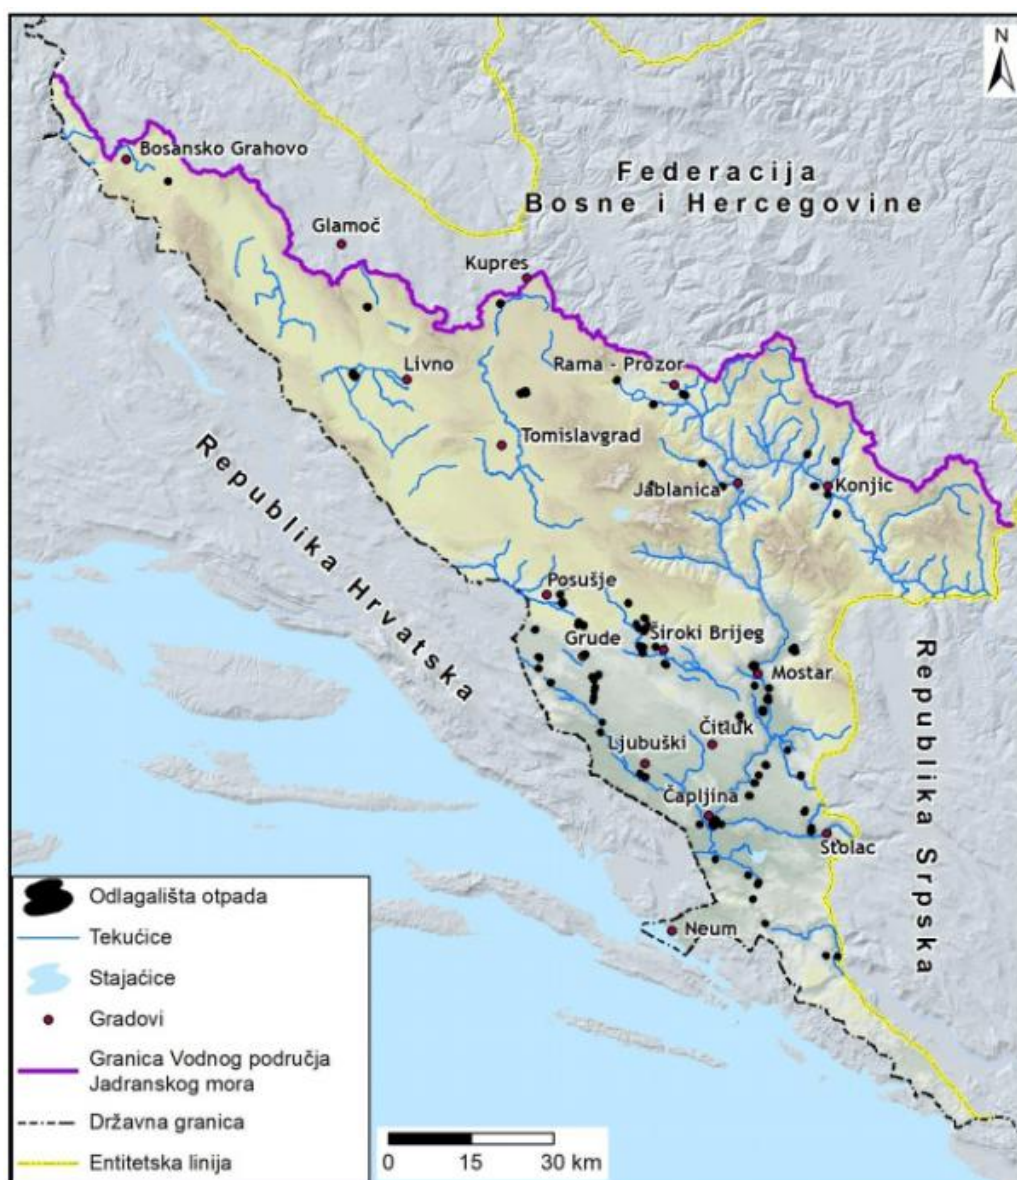 N
Bosansko Grahovo
Federacija
Bosne i Hercegovine
Glamoč
Kupres
Livno
Rama - Prozor
Tomislavgrad
Jablanica
Konjic
Republika Hrvatska
Posušje
Grude
Široki Brijeg
Mostar
Republika Srpska
Čitluk
Ljubuški
Čapljina
Stolac
Neum
Odlagališta otpada
Tekućice
Stajaćice
Gradovi
Granica Vodnog područja
Jadranskog mora
Državna granica
Entitetska linija
0 15 30 km